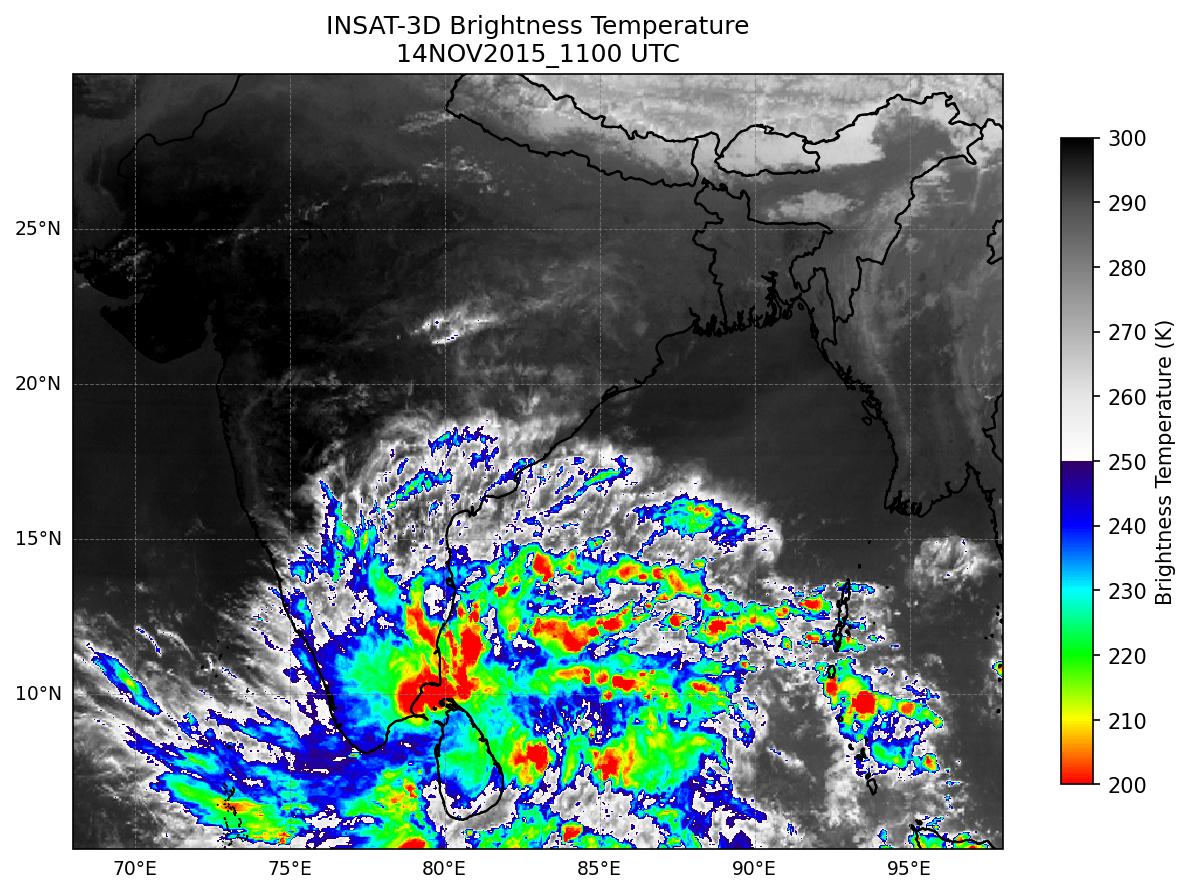 INSAT-3D Brightness Temperature
14NOV2015_1100 UTC
25°N
20°N
15°N
10°N
70°E
75°E
80°E
85°E
90°E
95°E
300
290
280
270
260
250
240
230
220
210
200
Brightness Temperature (K)